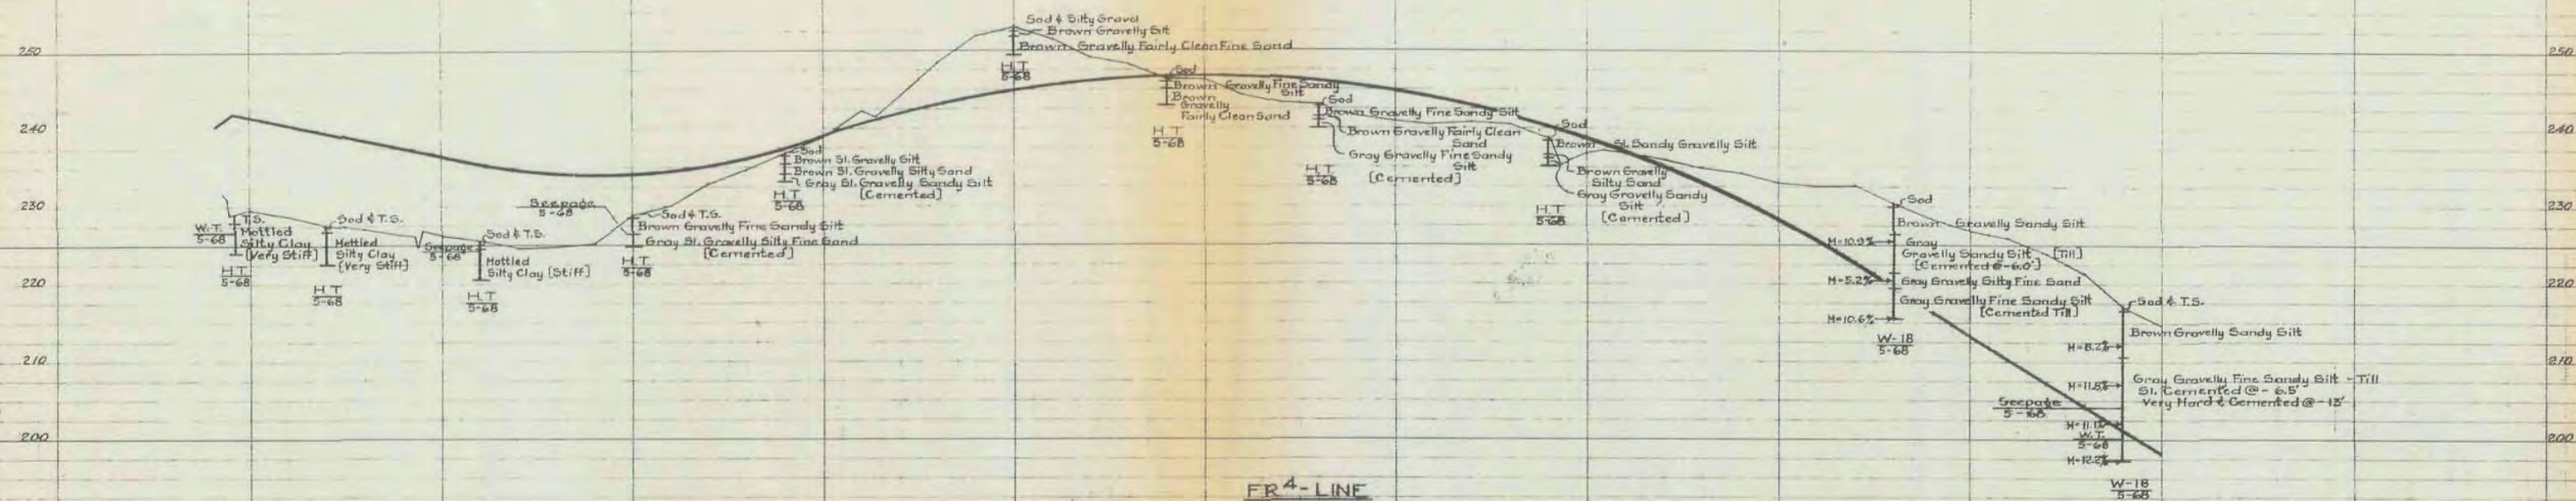 250
240
230
220
210
200
T.S.
W.T.
5-68
Mottled
Silty Clay
[Very Stiff]
H.T.
5-68
Sod & T.S.
Mottled
Silty Clay
[Very Stiff]
H.T
5-68
Seepage
5-68
Sod & T.S.
Mottled
Silty Clay [Stiff]
H.T
5-68
Seepage
5-68
Sod & T.S.
Brown Gravelly Fine Sandy Silt
Gray Sl. Gravelly Silty Fine Sand
[Cemented]
H.T
5-68
Sod
Brown Sl. Gravelly Silt
Brown Sl. Gravelly Silty Sand
Gray Sl. Gravelly Sandy Silt
[Cemented]
H.T
5-68
Sod & Silty Gravel
Brown Gravelly Silt
Brown Gravelly Fairly Clean Fine Sand
H.T
5-68
Sod
Brown Gravelly Fine Sandy
Silt
Brown
Gravelly
Fairly Clean Sand
H.T
5-68
Sod
Brown Gravelly Fine Sandy Silt
Brown Gravelly Fairly Clean
Sand
Gray Gravelly Fine Sandy
Silt
[Cemented]
H.T
5-68
Sod
Brown Sl. Sandy Gravelly Silt
Brown Gravelly
Silty Sand
Gray Gravelly Sandy
Silt
[Cemented]
H.T
5-68
Sod
Brown Gravelly Sandy Silt
M=10.9%
Gray
Gravelly Sandy Silt [Till]
[Cemented @ -6.0']
M=5.2%
Gray Gravelly Silty Fine Sand
Gray Gravelly Fine Sandy Silt
[Cemented Till]
M=10.6%
W-18
5-68
Sod & T.S.
Brown Gravelly Sandy Silt
M=8.2%
M=11.8%
Gray Gravelly Fine Sandy Silt - Till
Sl. Cemented @ - 6.5'
Very Hard & Cemented @ -13'
Seepage
5-68
M=11.1%
W.T.
5-68
M=12.2%
W-18
5-68
250
240
230
220
210
200
FR4-LINE